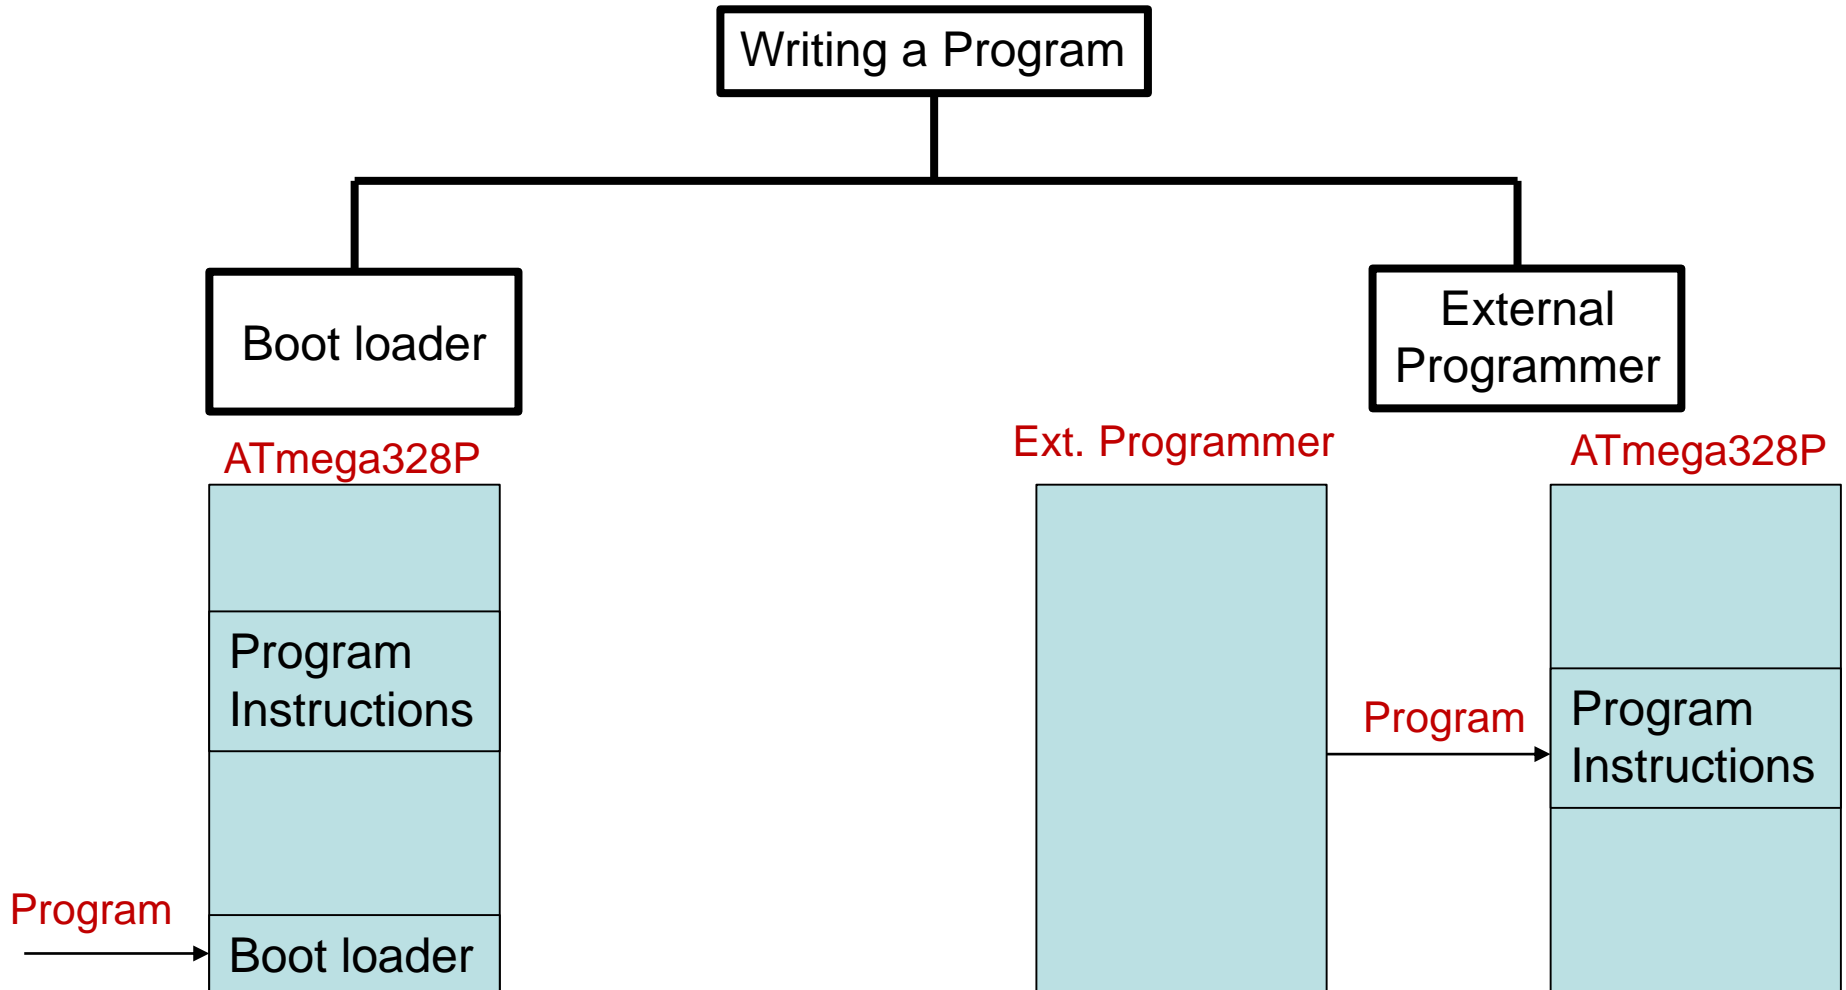 Writing a Program
Boot loader
External
Programmer
ATmega328P
Ext. Programmer
ATmega328P
Program
Instructions
Program
Program
Instructions
Program
Boot loader